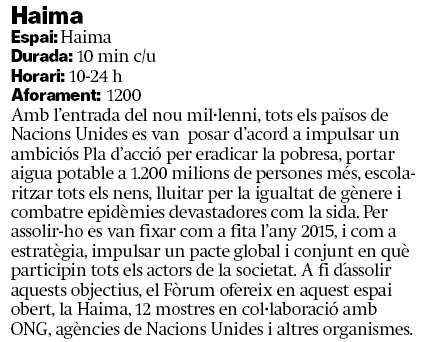 Haima
Espai: Haima
Durada: 10 min c/u
Horari: 10-24 h
Aforament: 1200
Amb l'entrada del nou mil·lenni, tots els països de
Nacions Unides es van posar d'acord a impulsar un
ambiciós Pla d'acció per eradicar la pobresa, portar
aigua potable a 1.200 milions de persones més, escola-
ritzar tots els nens, lluitar per la igualtat de gènere i
combatre epidèmies devastadores com la sida. Per
assolir-ho es van fixar com a fita l'any 2015, i com a
estratègia, impulsar un pacte global i conjunt en què
participin tots els actors de la societat. A fi d'assolir
aquests objectius, el Fòrum ofereix en aquest espai
obert, la Haima, 12 mostres en col·laboració amb
ONG, agències de Nacions Unides i altres organismes.